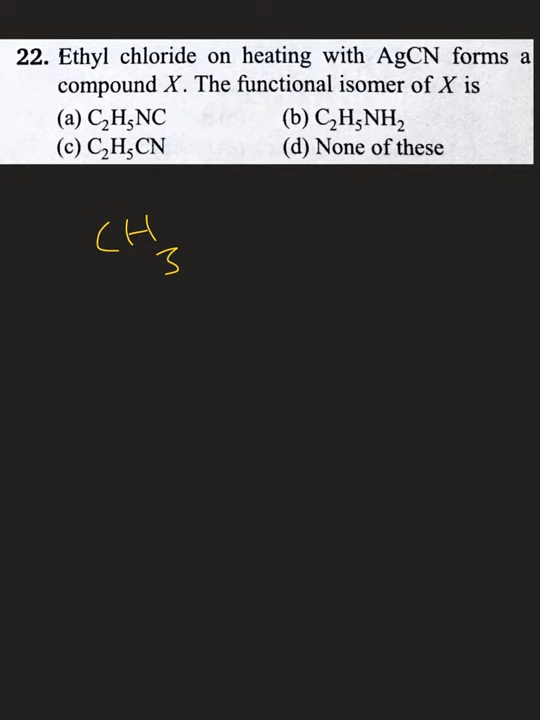 22. Ethyl chloride on heating with AgCN forms a
compound X. The functional isomer of X is
(a) C₂H₅NC (b) C₂H₅NH₂
(c) C₂H₅CN (d) None of these
CH₃